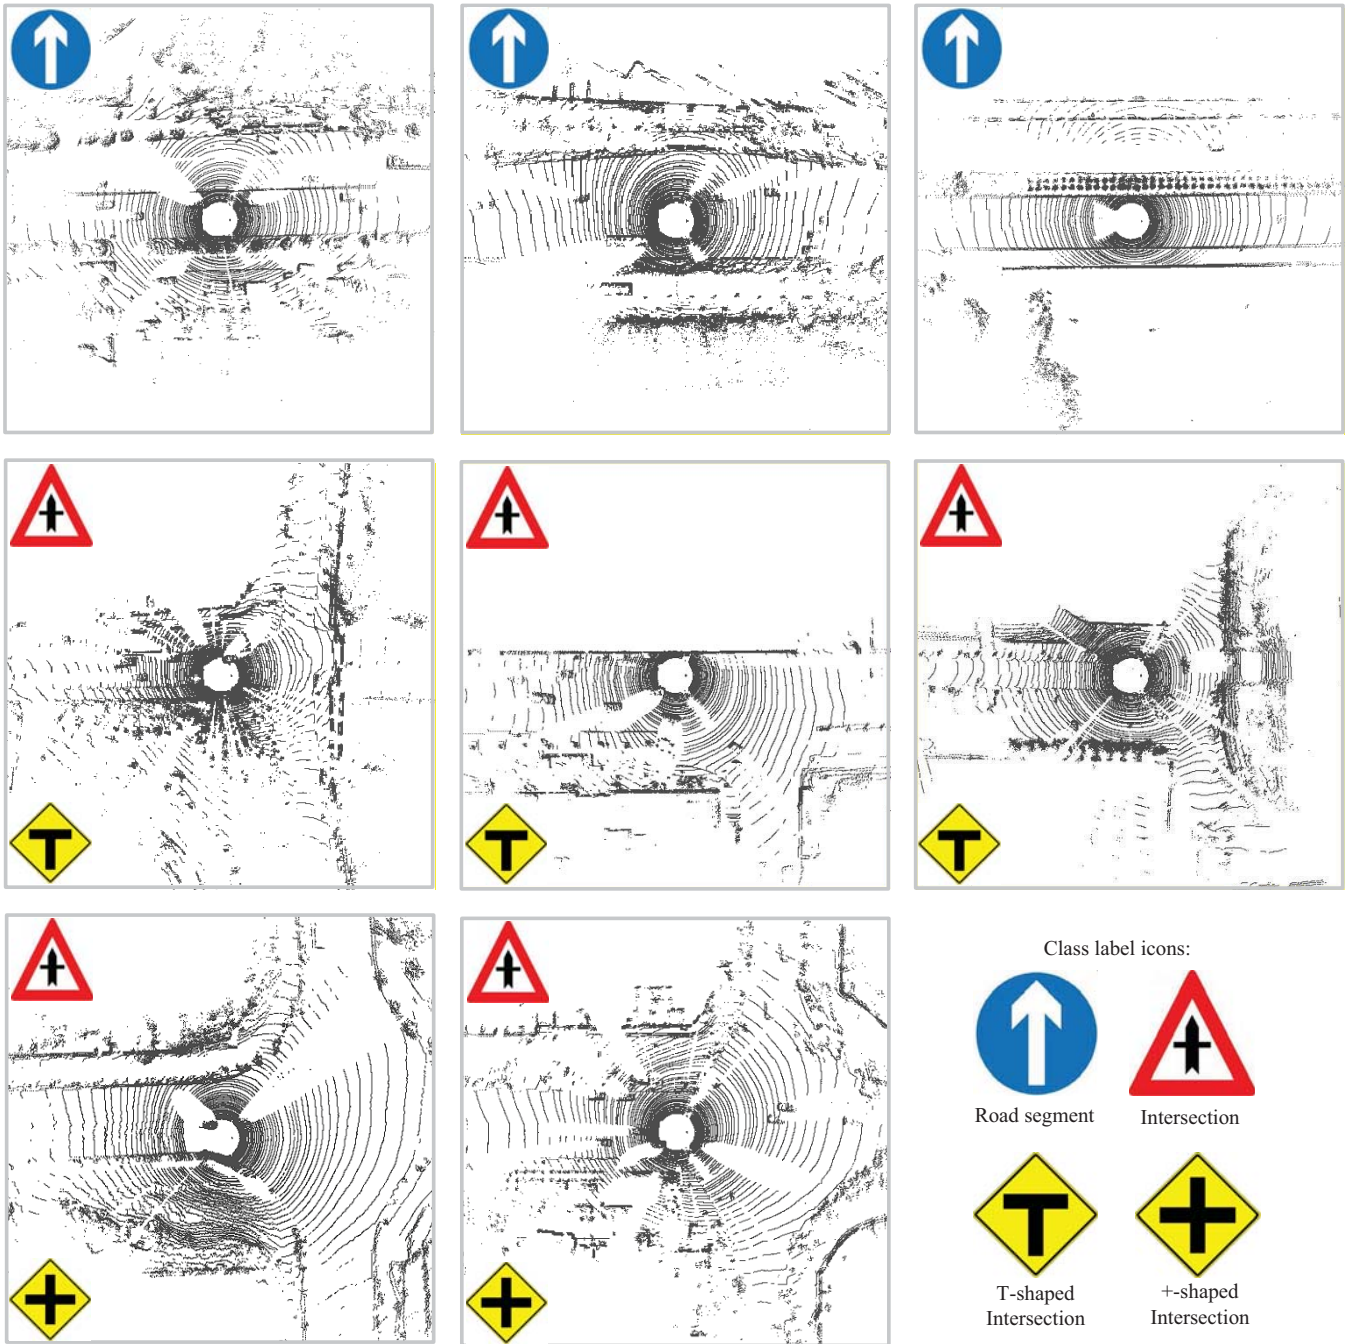 Class label icons:
Road segment
Intersection
T-shaped
Intersection
+-shaped
Intersection